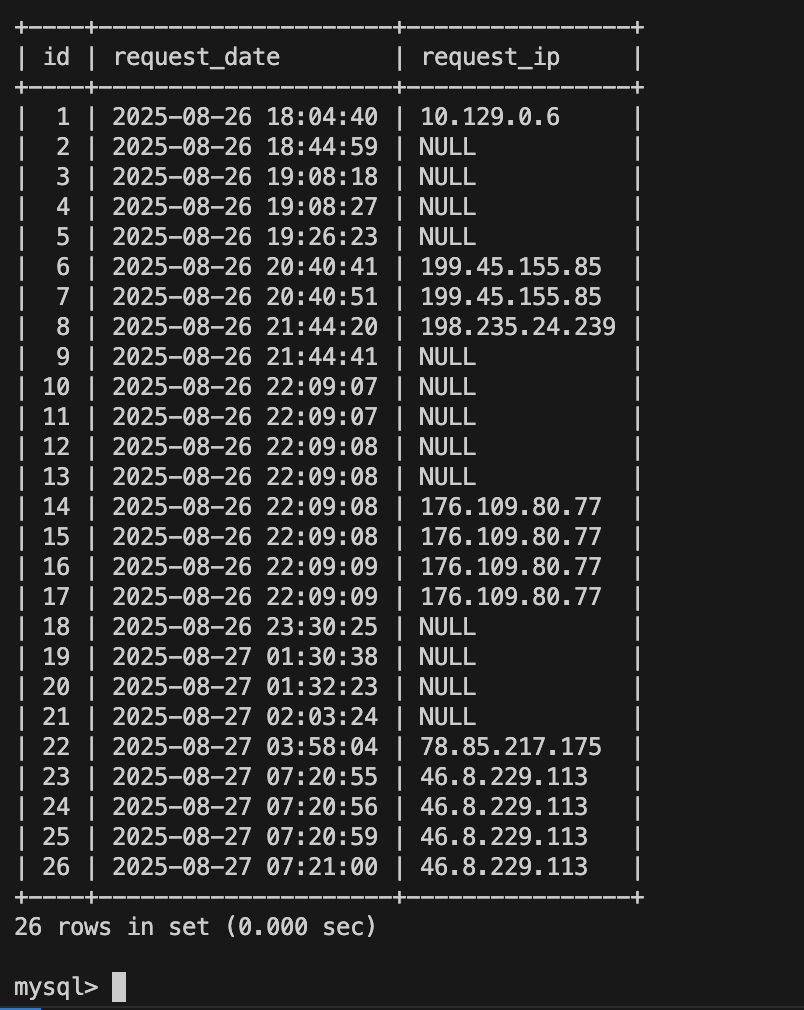 +----+---------------------+----------------+
| id | request_date        | request_ip     |
+----+---------------------+----------------+
|  1 | 2025-08-26 18:04:40 | 10.129.0.6     |
|  2 | 2025-08-26 18:44:59 | NULL           |
|  3 | 2025-08-26 19:08:18 | NULL           |
|  4 | 2025-08-26 19:08:27 | NULL           |
|  5 | 2025-08-26 19:26:23 | NULL           |
|  6 | 2025-08-26 20:40:41 | 199.45.155.85  |
|  7 | 2025-08-26 20:40:51 | 199.45.155.85  |
|  8 | 2025-08-26 21:44:20 | 198.235.24.239 |
|  9 | 2025-08-26 21:44:41 | NULL           |
| 10 | 2025-08-26 22:09:07 | NULL           |
| 11 | 2025-08-26 22:09:07 | NULL           |
| 12 | 2025-08-26 22:09:08 | NULL           |
| 13 | 2025-08-26 22:09:08 | NULL           |
| 14 | 2025-08-26 22:09:08 | 176.109.80.77  |
| 15 | 2025-08-26 22:09:08 | 176.109.80.77  |
| 16 | 2025-08-26 22:09:09 | 176.109.80.77  |
| 17 | 2025-08-26 22:09:09 | 176.109.80.77  |
| 18 | 2025-08-26 23:30:25 | NULL           |
| 19 | 2025-08-27 01:30:38 | NULL           |
| 20 | 2025-08-27 01:32:23 | NULL           |
| 21 | 2025-08-27 02:03:24 | NULL           |
| 22 | 2025-08-27 03:58:04 | 78.85.217.175  |
| 23 | 2025-08-27 07:20:55 | 46.8.229.113   |
| 24 | 2025-08-27 07:20:56 | 46.8.229.113   |
| 25 | 2025-08-27 07:20:59 | 46.8.229.113   |
| 26 | 2025-08-27 07:21:00 | 46.8.229.113   |
+----+---------------------+----------------+
26 rows in set (0.000 sec)
mysql>